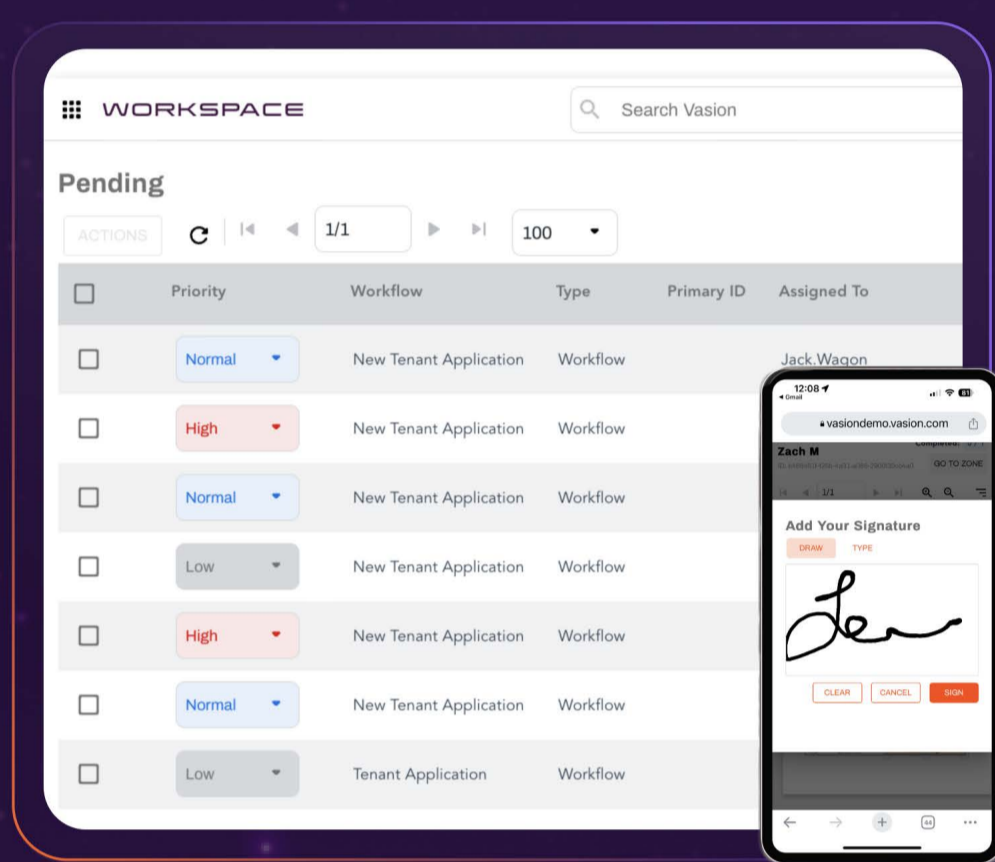 WORKSPACE
Search Vasion
Pending
ACTIONS
1/1
100
Priority Workflow Type Primary ID Assigned To
Normal New Tenant Application Workflow Jack.Wagon
High New Tenant Application Workflow
Normal New Tenant Application Workflow
Low New Tenant Application Workflow
High New Tenant Application Workflow
Normal New Tenant Application Workflow
Low Tenant Application Workflow
12:08
Gmail
81
vasiondemo.vasion.com
Zach M
GO TO ZONE
1/1
Add Your Signature
DRAW TYPE
CLEAR CANCEL SIGN
44